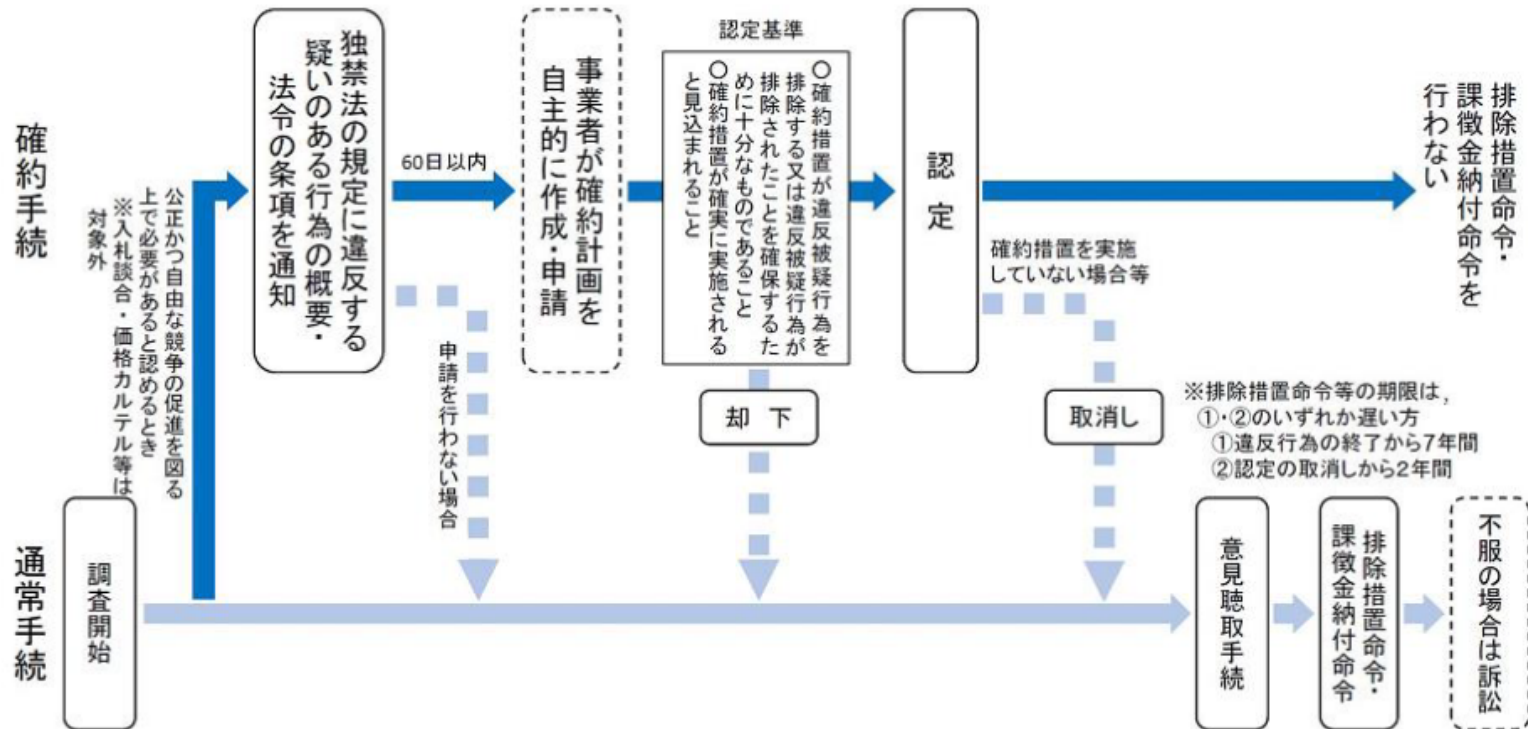 確約手続
公正かつ自由な競争の促進を図る
上で必要があると認めるとき
※入札談合・価格カルテル等は
対象外
独禁法の規定に違反する
疑いのある行為の概要・
法令の条項を通知
60日以内
申請を行わない場合
事業者が確約計画を
自主的に作成・申請
認定基準
○確約措置が違反被疑行為を
排除する又は違反被疑行為が
排除されたことを確保するた
めに十分なものであること
○確約措置が確実に実施される
と見込まれること
却 下
認 定
確約措置を実施
していない場合等
取消し
排除措置命令・
課徴金納付命令を
行わない
※排除措置命令等の期限は,
①・②のいずれか遅い方
①違反行為の終了から7年間
②認定の取消しから2年間
通常手続
調査開始
意見聴取手続
排除措置命令・
課徴金納付命令
不服の場合は訴訟